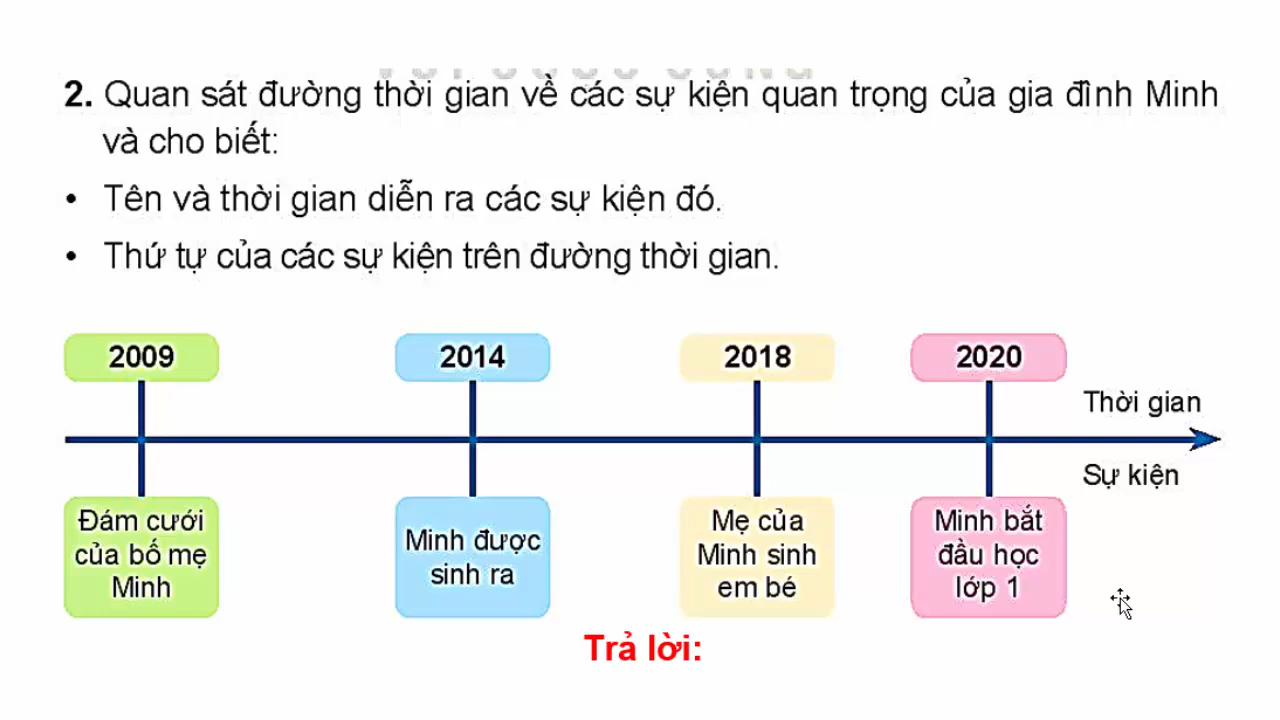 2. Quan sát đường thời gian về các sự kiện quan trọng của gia đình Minh
và cho biết:
• Tên và thời gian diễn ra các sự kiện đó.
• Thứ tự của các sự kiện trên đường thời gian.
2009 2014 2018 2020
Thời gian
Sự kiện
Đám cưới
của bố mẹ
Minh
Minh được
sinh ra
Mẹ của
Minh sinh
em bé
Minh bắt
đầu học
lớp 1
Trả lời: